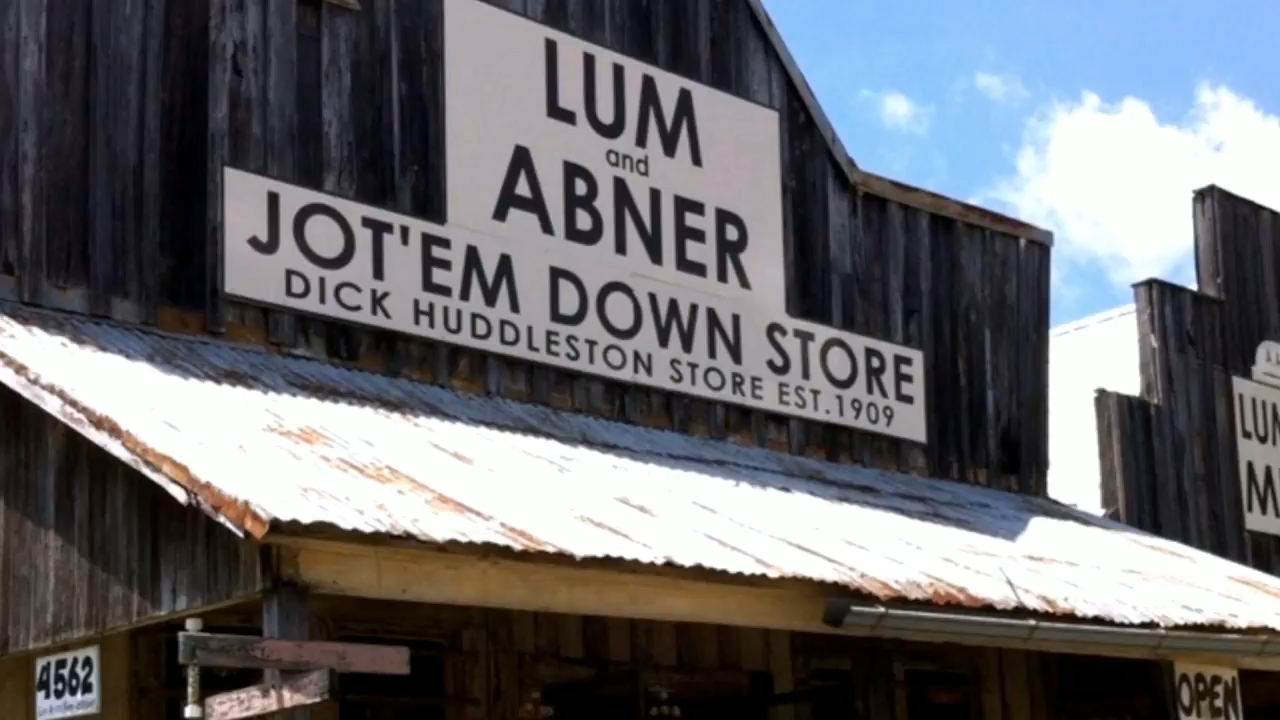 LUM
and
ABNER
JOT'EM DOWN STORE
DICK HUDDLESTON STORE EST.1909
4562
OPEN